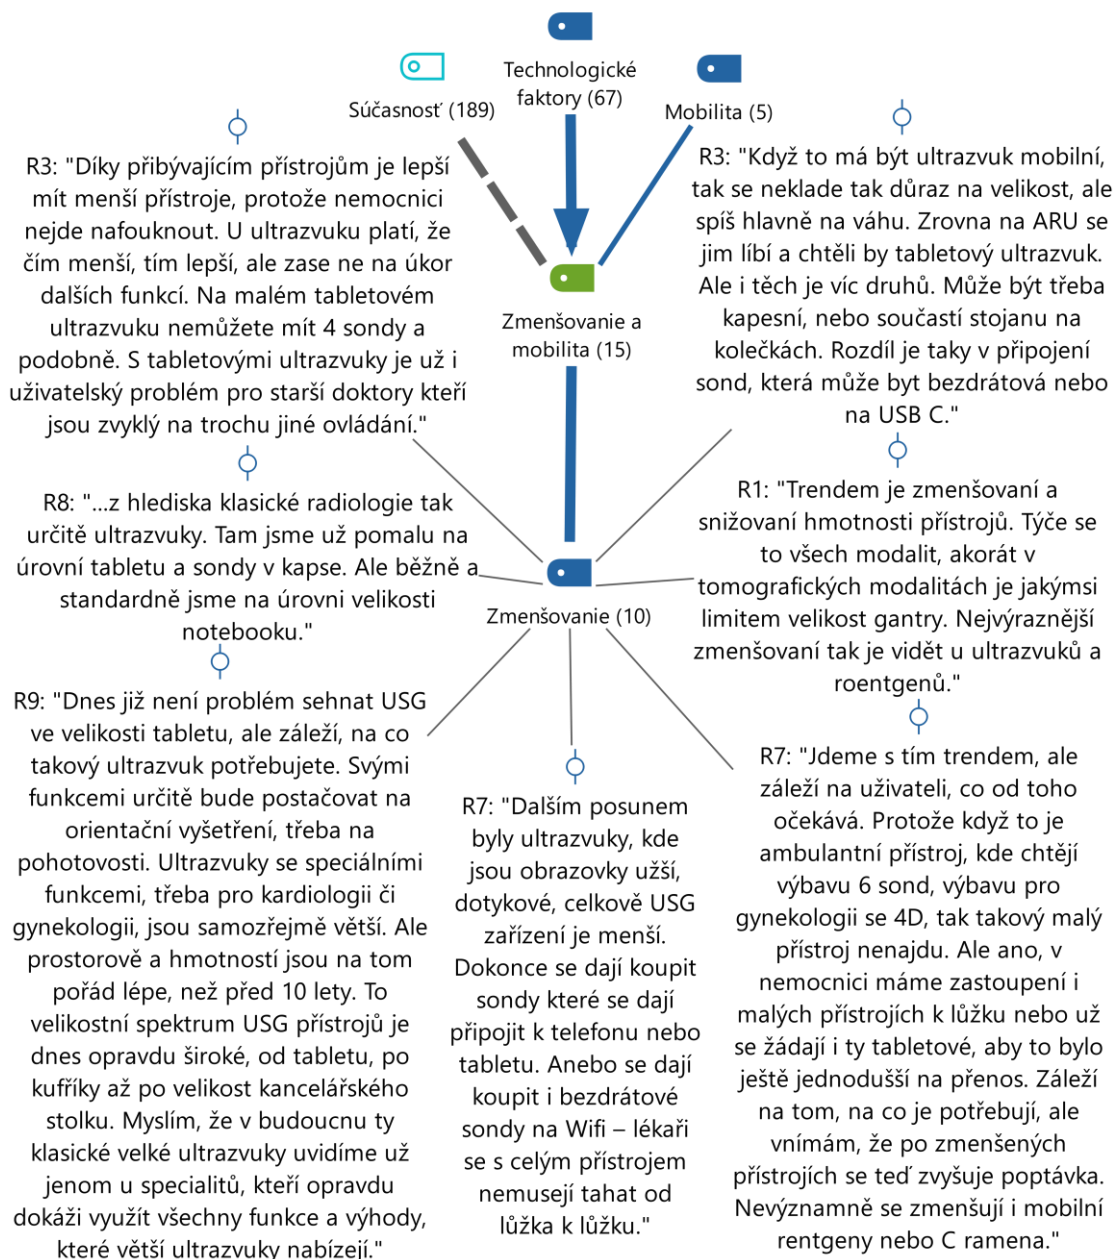 Technologické
faktory (67)
Súčasnosť (189)
Mobilita (5)
R3: "Díky přibývajícím přístrojům je lepší
mít menší přístroje, protože nemocnici
nejde nafouknout. U ultrazvuku platí, že
čím menší, tím lepší, ale zase ne na úkor
dalších funkcí. Na malém tabletovém
ultrazvuku nemůžete mít 4 sondy a
podobně. S tabletovými ultrazvuky je už i
uživatelský problém pro starší doktory kteří
jsou zvyklý na trochu jiné ovládání."
R3: "Když to má být ultrazvuk mobilní,
tak se neklade tak důraz na velikost, ale
spíš hlavně na váhu. Zrovna na ARU se
jim líbí a chtěli by tabletový ultrazvuk.
Ale i těch je víc druhů. Může být třeba
kapesní, nebo součastí stojanu na
kolečkách. Rozdíl je taky v připojení
sond, která může byt bezdrátová nebo
na USB C."
Zmenšovanie a
mobilita (15)
R8: "...z hlediska klasické radiologie tak
určitě ultrazvuky. Tam jsme už pomalu na
úrovní tabletu a sondy v kapse. Ale běžně a
standardně jsme na úrovni velikosti
notebooku."
R1: "Trendem je zmenšovaní a
snižovaní hmotnosti přístrojů. Týče se
to všech modalit, akorát v
tomografických modalitách je jakýmsi
limitem velikost gantry. Nejvýraznější
zmenšovaní tak je vidět u ultrazvuků a
roentgenů."
Zmenšovanie (10)
R9: "Dnes již není problém sehnat USG
ve velikosti tabletu, ale záleží, na co
takový ultrazvuk potřebujete. Svými
funkcemi určitě bude postačovat na
orientační vyšetření, třeba na
pohotovosti. Ultrazvuky se speciálními
funkcemi, třeba pro kardiologii či
gynekologii, jsou samozřejmě větší. Ale
prostorově a hmotností jsou na tom
pořád lépe, než před 10 lety. To
velikostní spektrum USG přístrojů je
dnes opravdu široké, od tabletu, po
kufříky až po velikost kancelářského
stolku. Myslím, že v budoucnu ty
klasické velké ultrazvuky uvidíme už
jenom u specialitů, kteří opravdu
dokáži využít všechny funkce a výhody,
které větší ultrazvuky nabízejí."
R7: "Dalším posunem
byly ultrazvuky, kde
jsou obrazovky užší,
dotykové, celkově USG
zařízení je menší.
Dokonce se dají koupit
sondy které se dají
připojit k telefonu nebo
tabletu. Anebo se dají
koupit i bezdrátové
sondy na Wifi – lékaři
se s celým přístrojem
nemusejí tahat od
lůžka k lůžku."
R7: "Jdeme s tím trendem, ale
záleží na uživateli, co od toho
očekává. Protože když to je
ambulantní přístroj, kde chtějí
výbavu 6 sond, výbavu pro
gynekologii se 4D, tak takový malý
přístroj nenajdu. Ale ano, v
nemocnici máme zastoupení i
malých přístrojích k lůžku nebo už
se žádají i ty tabletové, aby to bylo
ještě jednodušší na přenos. Záleží
na tom, na co je potřebují, ale
vnímám, že po zmenšených
přístrojích se teď zvyšuje poptávka.
Nevýznamně se zmenšují i mobilní
rentgeny nebo C ramena."